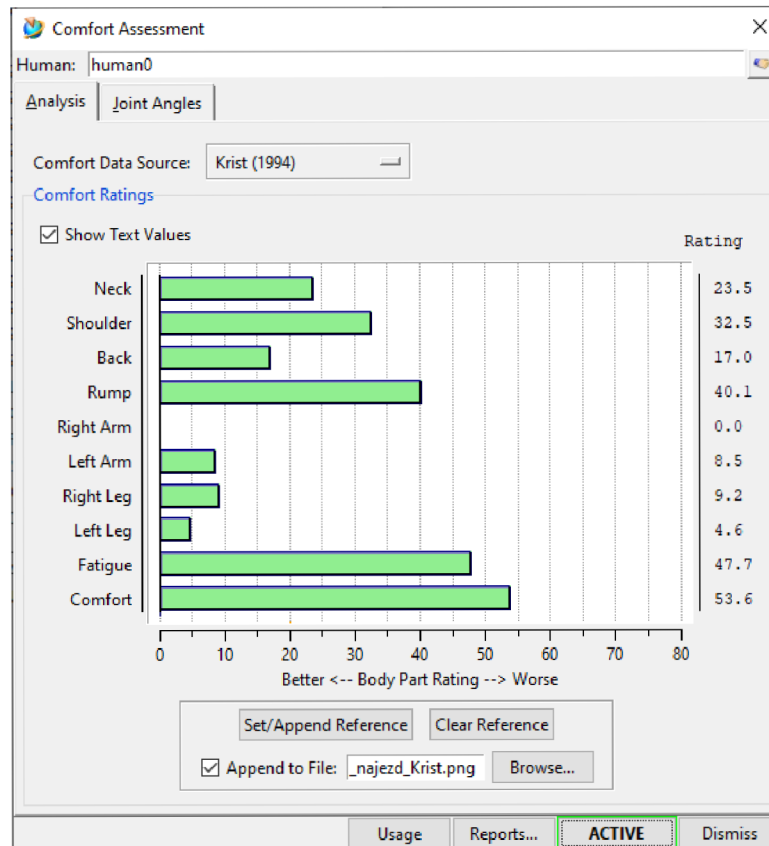 Comfort Assessment
Human: human0
Analysis Joint Angles
Comfort Data Source: Krist (1994)
Comfort Ratings
Show Text Values
Rating
Neck 23.5
Shoulder 32.5
Back 17.0
Rump 40.1
Right Arm 0.0
Left Arm 8.5
Right Leg 9.2
Left Leg 4.6
Fatigue 47.7
Comfort 53.6
0 10 20 30 40 50 60 70 80
Better <-- Body Part Rating --> Worse
Set/Append Reference Clear Reference
Append to File: _najezd_Krist.png Browse...
Usage Reports... ACTIVE Dismiss